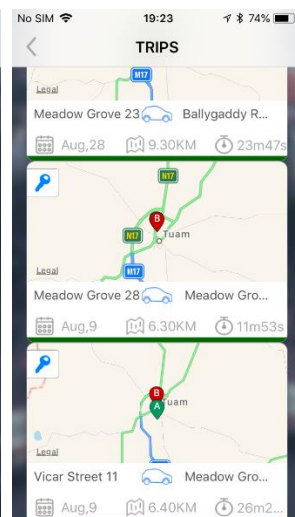 No SIM 19:23 74%
TRIPS
M17
Legal
Meadow Grove 23 Ballygaddy R...
Aug,28 9.30KM 23m47s
N17
B
Tuam
N17
M17
Legal
Meadow Grove 28 Meadow Gro...
Aug,9 6.30KM 11m53s
B
A
uam
Legal
Vicar Street 11 Meadow Gro...
Aug,9 6.40KM 26m2...